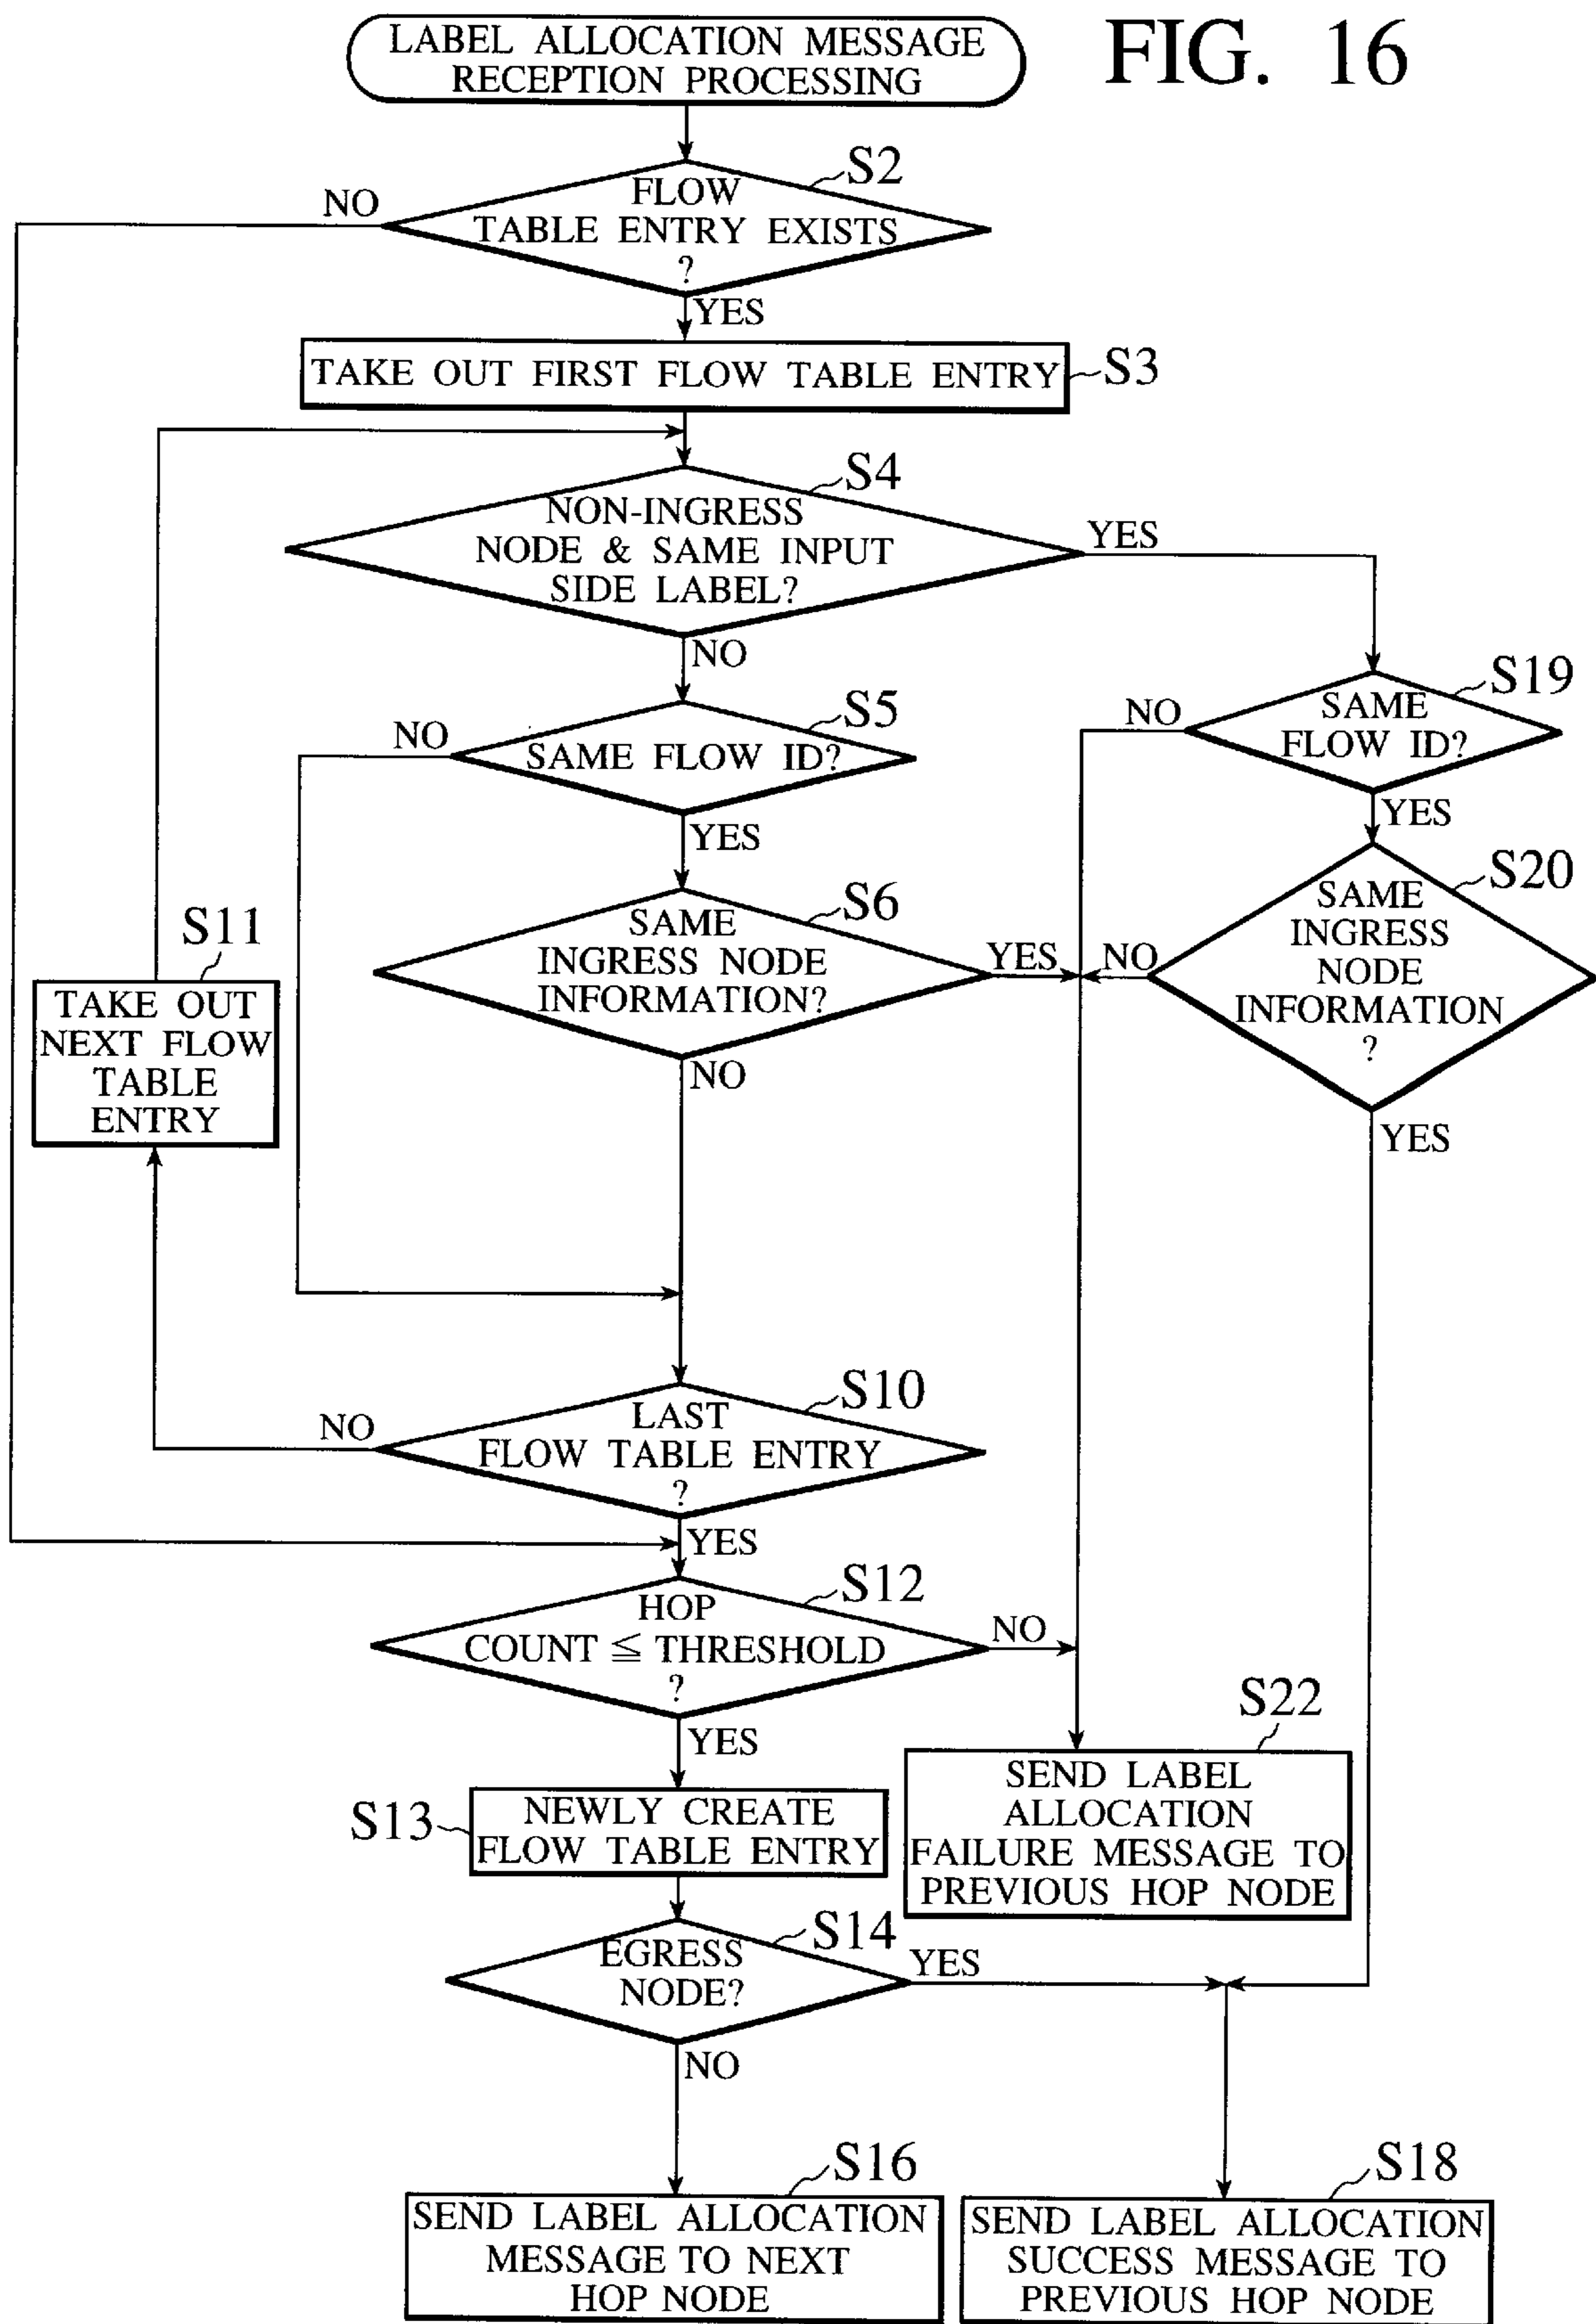 FIG. 16
LABEL ALLOCATION MESSAGE
RECEPTION PROCESSING
S2
FLOW
TABLE ENTRY EXISTS
?
NO
YES
TAKE OUT FIRST FLOW TABLE ENTRY
S3
S4
NON-INGRESS
NODE & SAME INPUT
SIDE LABEL?
YES
NO
S5
SAME FLOW ID?
NO
YES
S19
SAME
FLOW ID?
NO
YES
S6
SAME
INGRESS NODE
INFORMATION?
YES
NO
S20
SAME
INGRESS
NODE
INFORMATION
?
NO
YES
S11
TAKE OUT
NEXT FLOW
TABLE
ENTRY
S10
LAST
FLOW TABLE ENTRY
?
NO
YES
S12
HOP
COUNT ≦ THRESHOLD
?
NO
YES
S22
SEND LABEL
ALLOCATION
FAILURE MESSAGE TO
PREVIOUS HOP NODE
S13
NEWLY CREATE
FLOW TABLE ENTRY
S14
EGRESS
NODE?
YES
NO
S16
SEND LABEL ALLOCATION
MESSAGE TO NEXT
HOP NODE
S18
SEND LABEL ALLOCATION
SUCCESS MESSAGE TO
PREVIOUS HOP NODE